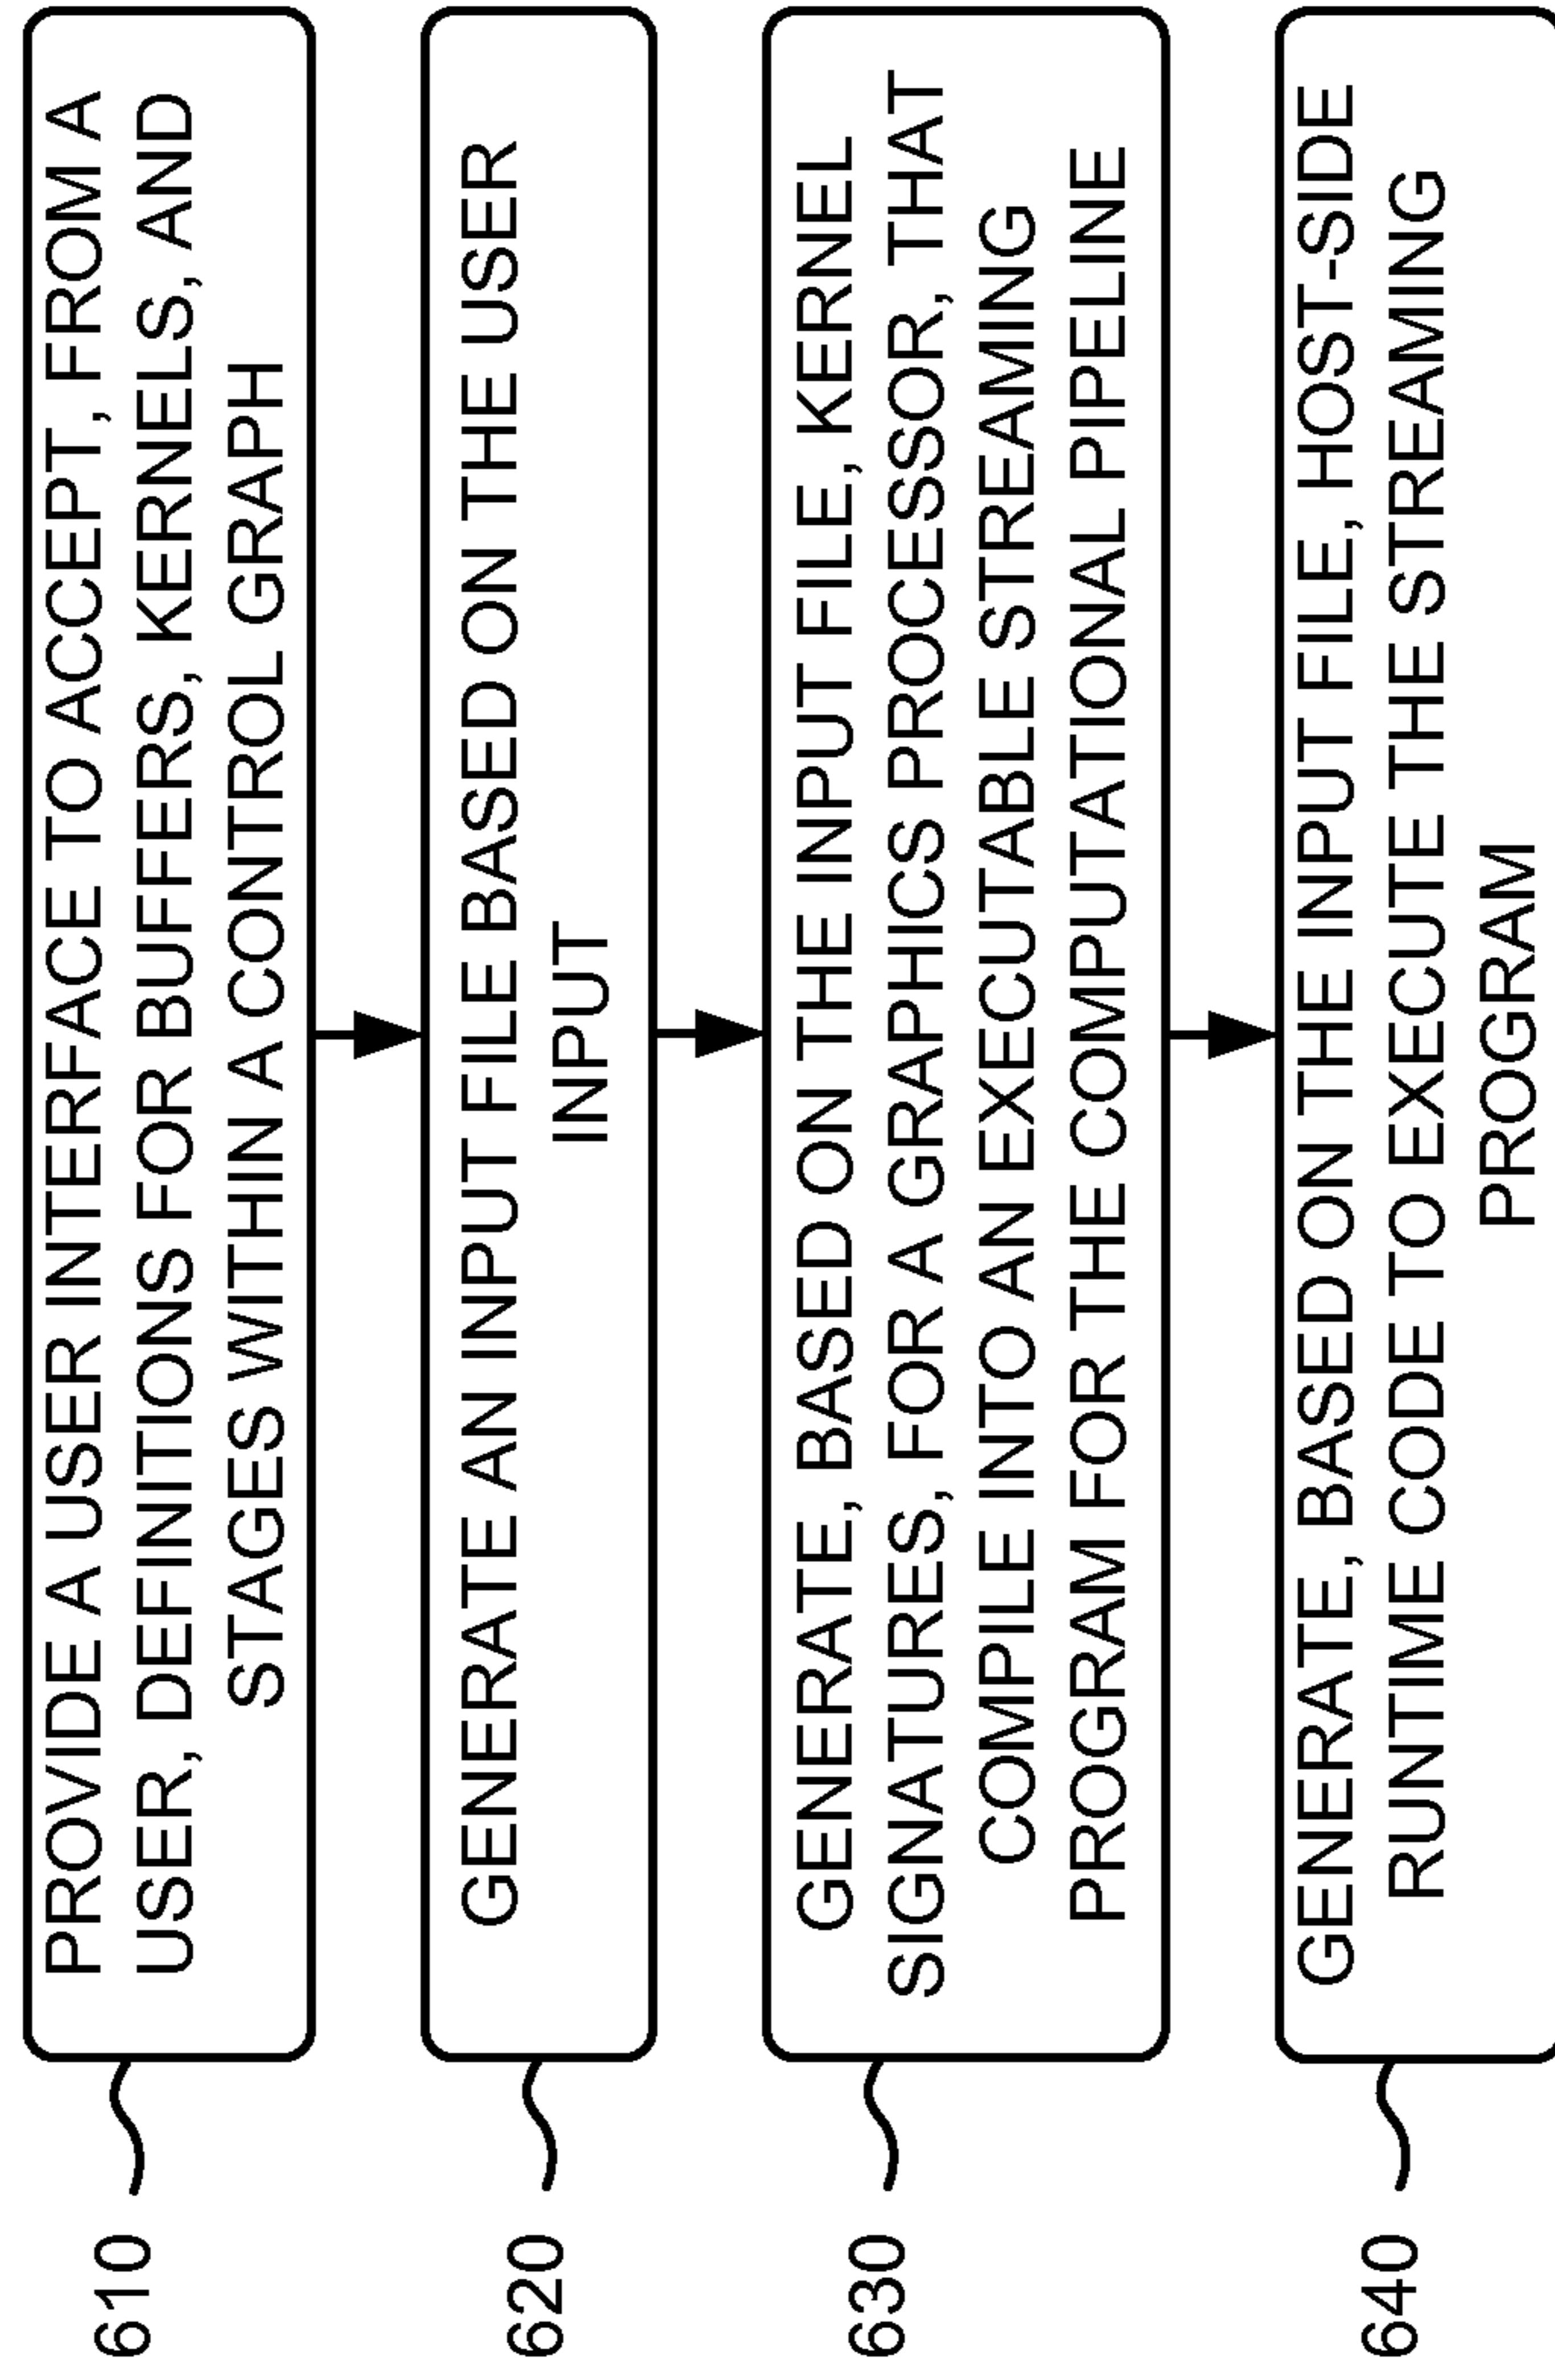 610
PROVIDE A USER INTERFACE TO ACCEPT, FROM A
USER, DEFINITIONS FOR BUFFERS, KERNELS, AND
STAGES WITHIN A CONTROL GRAPH
620
GENERATE AN INPUT FILE BASED ON THE USER
INPUT
630
GENERATE, BASED ON THE INPUT FILE, KERNEL
SIGNATURES, FOR A GRAPHICS PROCESSOR, THAT
COMPILE INTO AN EXECUTABLE STREAMING
PROGRAM FOR THE COMPUTATIONAL PIPELINE
640
GENERATE, BASED ON THE INPUT FILE, HOST-SIDE
RUNTIME CODE TO EXECUTE THE STREAMING
PROGRAM